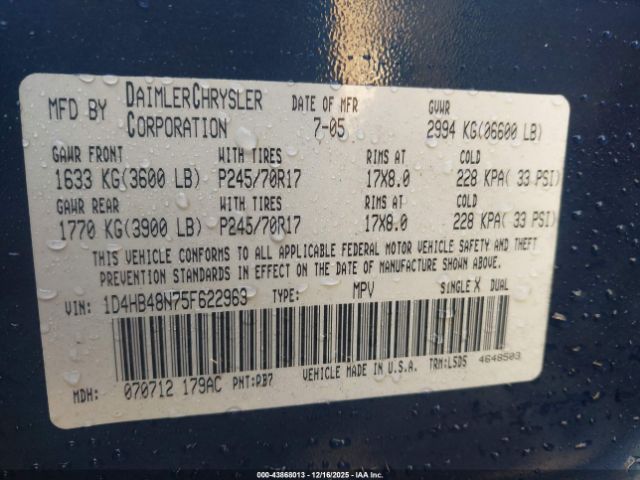 MFD BY DAIMLERCHRYSLER CORPORATION DATE OF MFR 7-05 GVWR 2994 KG(06600 LB)
GAWR FRONT WITH TIRES RIMS AT COLD
1633 KG(3600 LB) P245/70R17 17X8.0 228 KPA( 33 PSI)
GAWR REAR WITH TIRES RIMS AT COLD
1770 KG(3900 LB) P245/70R17 17X8.0 228 KPA( 33 PSI)
THIS VEHICLE CONFORMS TO ALL APPLICABLE FEDERAL MOTOR VEHICLE SAFETY AND THEFT
PREVENTION STANDARDS IN EFFECT ON THE DATE OF MANUFACTURE SHOWN ABOVE.
VIN: 1D4HB48N75F622963 TYPE: MPV SINGLE X DUAL
MDH: 070712 179AC PNT:PB7 VEHICLE MADE IN U.S.A. TRM:L5D5 4648503
000-43868013 - 12/16/2025 - IAAI.COM